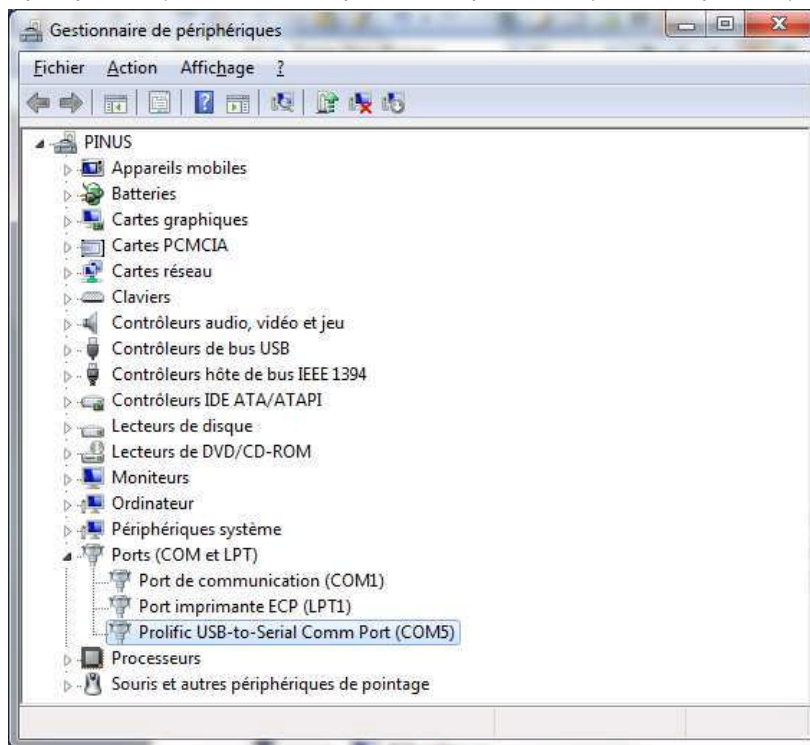 Gestionnaire de périphériques
Fichier Action Affichage ?
PINUS
Appareils mobiles
Batteries
Cartes graphiques
Cartes PCMCIA
Cartes réseau
Claviers
Contrôleurs audio, vidéo et jeu
Contrôleurs de bus USB
Contrôleurs hôte de bus IEEE 1394
Contrôleurs IDE ATA/ATAPI
Lecteurs de disque
Lecteurs de DVD/CD-ROM
Moniteurs
Ordinateur
Périphériques système
Ports (COM et LPT)
Port de communication (COM1)
Port imprimante ECP (LPT1)
Prolific USB-to-Serial Comm Port (COM5)
Processeurs
Souris et autres périphériques de pointage